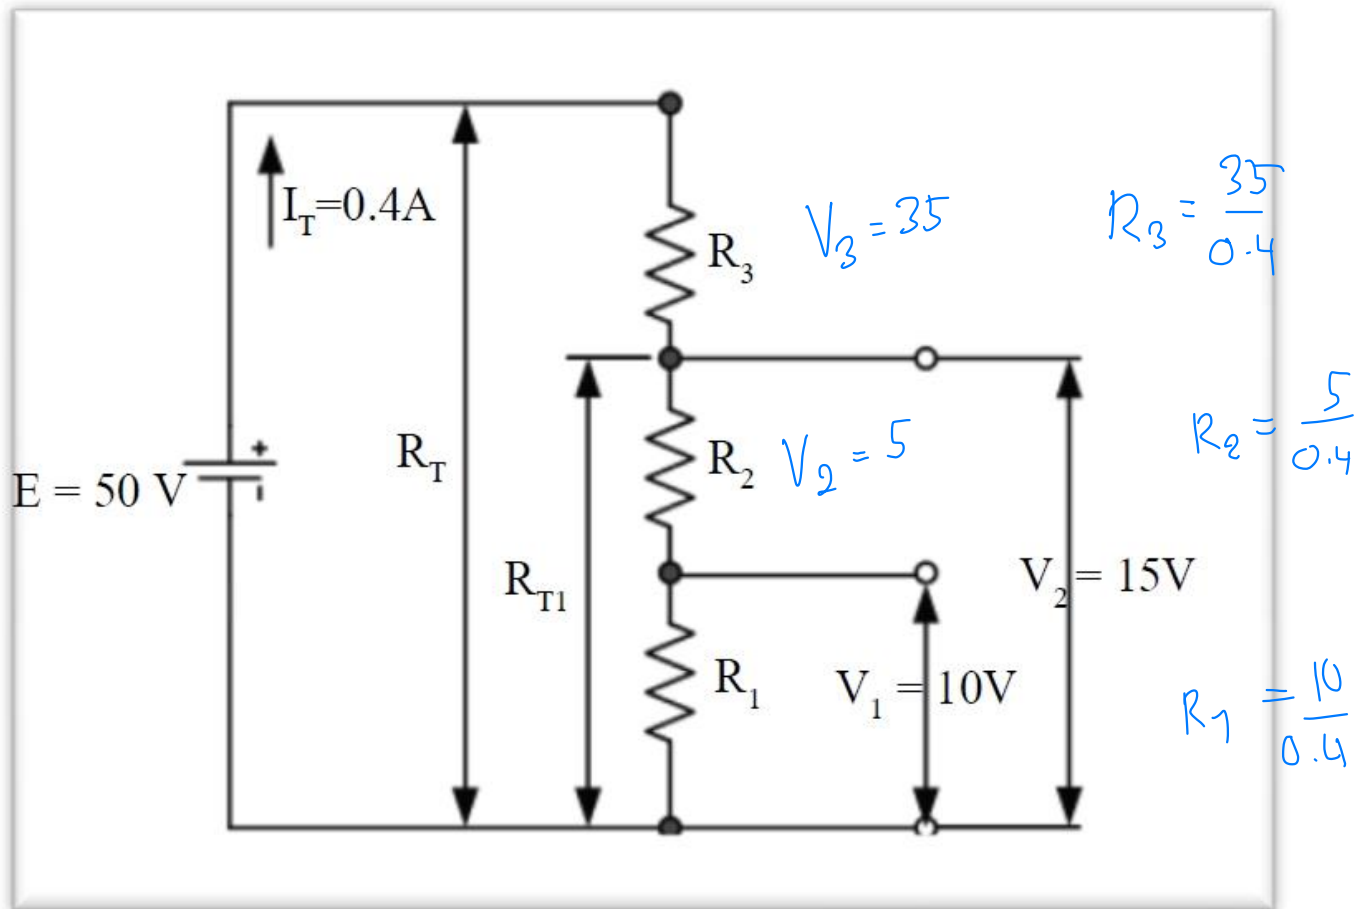 I_T=0.4A
R_3
V_3 = 35
R_3 = 35/0.4
E = 50 V
+
-
R_T
R_2
V_2 = 5
R_2 = 5/0.4
R_T1
V_2 = 15V
R_1
V_1 = 10V
R_1 = 10/0.4